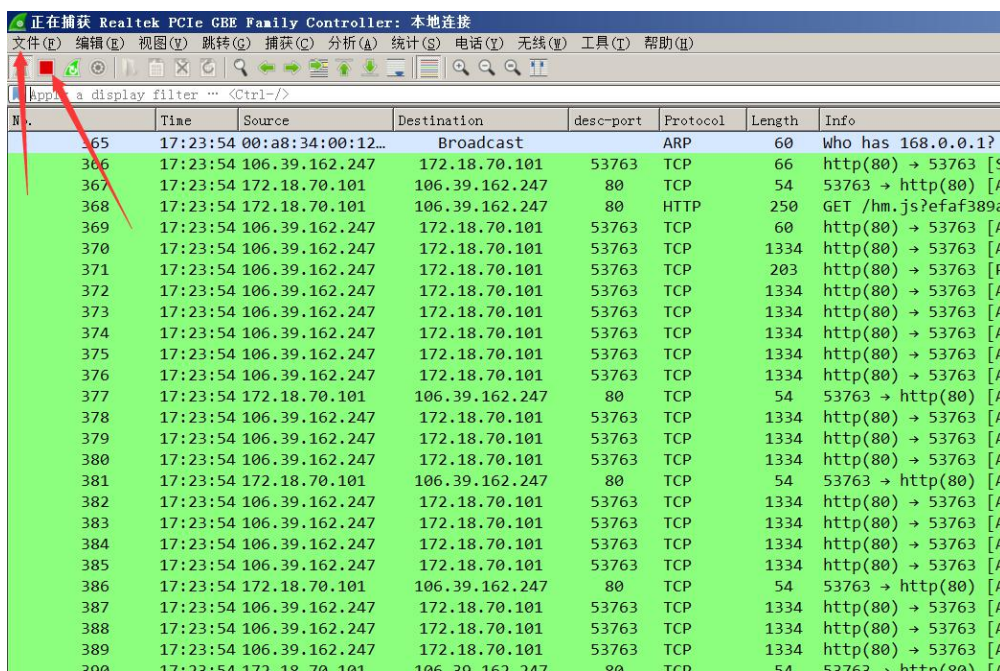 正在捕获 Realtek PCIe GBE Family Controller: 本地连接
文件(F) 编辑(E) 视图(V) 跳转(G) 捕获(C) 分析(A) 统计(S) 电话(Y) 无线(W) 工具(T) 帮助(H)
Apply a display filter … <Ctrl-/>
No. Time Source Destination desc-port Protocol Length Info
365 17:23:54 00:a8:34:00:12… Broadcast ARP 60 Who has 168.0.0.1?
366 17:23:54 106.39.162.247 172.18.70.101 53763 TCP 66 http(80) → 53763 [S
367 17:23:54 172.18.70.101 106.39.162.247 80 TCP 54 53763 → http(80) [A
368 17:23:54 172.18.70.101 106.39.162.247 80 HTTP 250 GET /hm.js?efaf389a
369 17:23:54 106.39.162.247 172.18.70.101 53763 TCP 60 http(80) → 53763 [A
370 17:23:54 106.39.162.247 172.18.70.101 53763 TCP 1334 http(80) → 53763 [A
371 17:23:54 106.39.162.247 172.18.70.101 53763 TCP 203 http(80) → 53763 [P
372 17:23:54 106.39.162.247 172.18.70.101 53763 TCP 1334 http(80) → 53763 [A
373 17:23:54 106.39.162.247 172.18.70.101 53763 TCP 1334 http(80) → 53763 [A
374 17:23:54 106.39.162.247 172.18.70.101 53763 TCP 1334 http(80) → 53763 [A
375 17:23:54 106.39.162.247 172.18.70.101 53763 TCP 1334 http(80) → 53763 [A
376 17:23:54 106.39.162.247 172.18.70.101 53763 TCP 1334 http(80) → 53763 [A
377 17:23:54 172.18.70.101 106.39.162.247 80 TCP 54 53763 → http(80) [A
378 17:23:54 106.39.162.247 172.18.70.101 53763 TCP 1334 http(80) → 53763 [A
379 17:23:54 106.39.162.247 172.18.70.101 53763 TCP 1334 http(80) → 53763 [A
380 17:23:54 106.39.162.247 172.18.70.101 53763 TCP 1334 http(80) → 53763 [A
381 17:23:54 172.18.70.101 106.39.162.247 80 TCP 54 53763 → http(80) [A
382 17:23:54 106.39.162.247 172.18.70.101 53763 TCP 1334 http(80) → 53763 [A
383 17:23:54 106.39.162.247 172.18.70.101 53763 TCP 1334 http(80) → 53763 [A
384 17:23:54 106.39.162.247 172.18.70.101 53763 TCP 1334 http(80) → 53763 [A
385 17:23:54 106.39.162.247 172.18.70.101 53763 TCP 1334 http(80) → 53763 [A
386 17:23:54 172.18.70.101 106.39.162.247 80 TCP 54 53763 → http(80) [A
387 17:23:54 106.39.162.247 172.18.70.101 53763 TCP 1334 http(80) → 53763 [A
388 17:23:54 106.39.162.247 172.18.70.101 53763 TCP 1334 http(80) → 53763 [A
389 17:23:54 106.39.162.247 172.18.70.101 53763 TCP 1334 http(80) → 53763 [A
390 17:23:54 172.18.70.101 106.39.162.247 80 TCP 54 53763 → http(80) [A